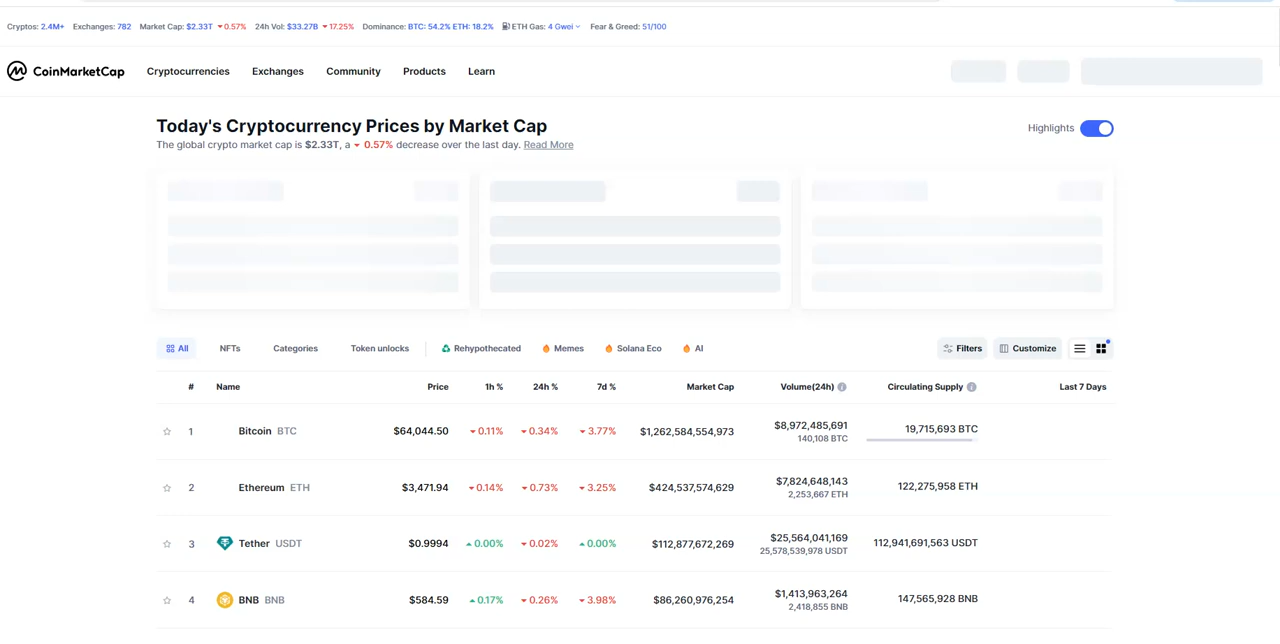 Cryptos: 2.4M+ Exchanges: 782 Market Cap: $2.33T 0.57% 24h Vol: $33.27B 17.25% Dominance: BTC: 54.2% ETH: 18.2% ETH Gas: 4 Gwei Fear & Greed: 51/100
CoinMarketCap Cryptocurrencies Exchanges Community Products Learn
Today's Cryptocurrency Prices by Market Cap
Highlights
The global crypto market cap is $2.33T, a 0.57% decrease over the last day. Read More
All NFTs Categories Token unlocks Rehypothecated Memes Solana Eco AI Filters Customize
# Name Price 1h % 24h % 7d % Market Cap Volume(24h) Circulating Supply Last 7 Days
1 Bitcoin BTC $64,044.50 0.11% 0.34% 3.77% $1,262,584,554,973 $8,972,485,691 19,715,693 BTC
140,108 BTC
2 Ethereum ETH $3,471.94 0.14% 0.73% 3.25% $424,537,574,629 $7,824,648,143 122,275,958 ETH
2,253,667 ETH
3 Tether USDT $0.9994 0.00% 0.02% 0.00% $112,877,672,269 $25,564,041,169 112,941,691,563 USDT
25,578,539,978 USDT
4 BNB BNB $584.59 0.17% 0.26% 3.98% $86,260,976,254 $1,413,963,264 147,565,928 BNB
2,418,855 BNB